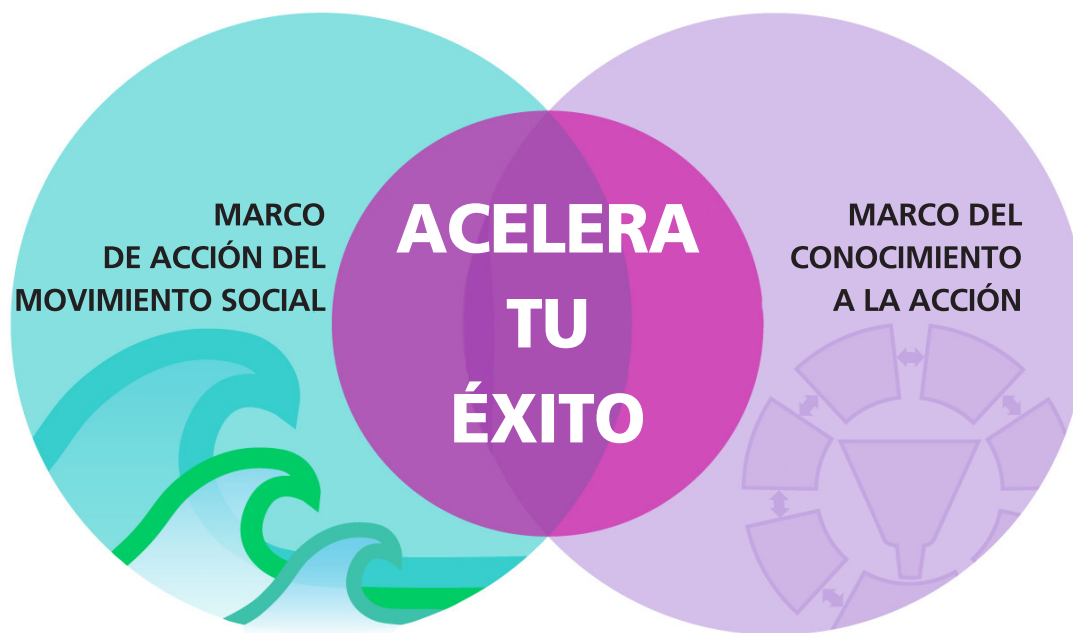 MARCO
DE ACCIÓN DEL
MOVIMIENTO SOCIAL
ACELERA
TU
ÉXITO
MARCO DEL
CONOCIMIENTO
A LA ACCIÓN